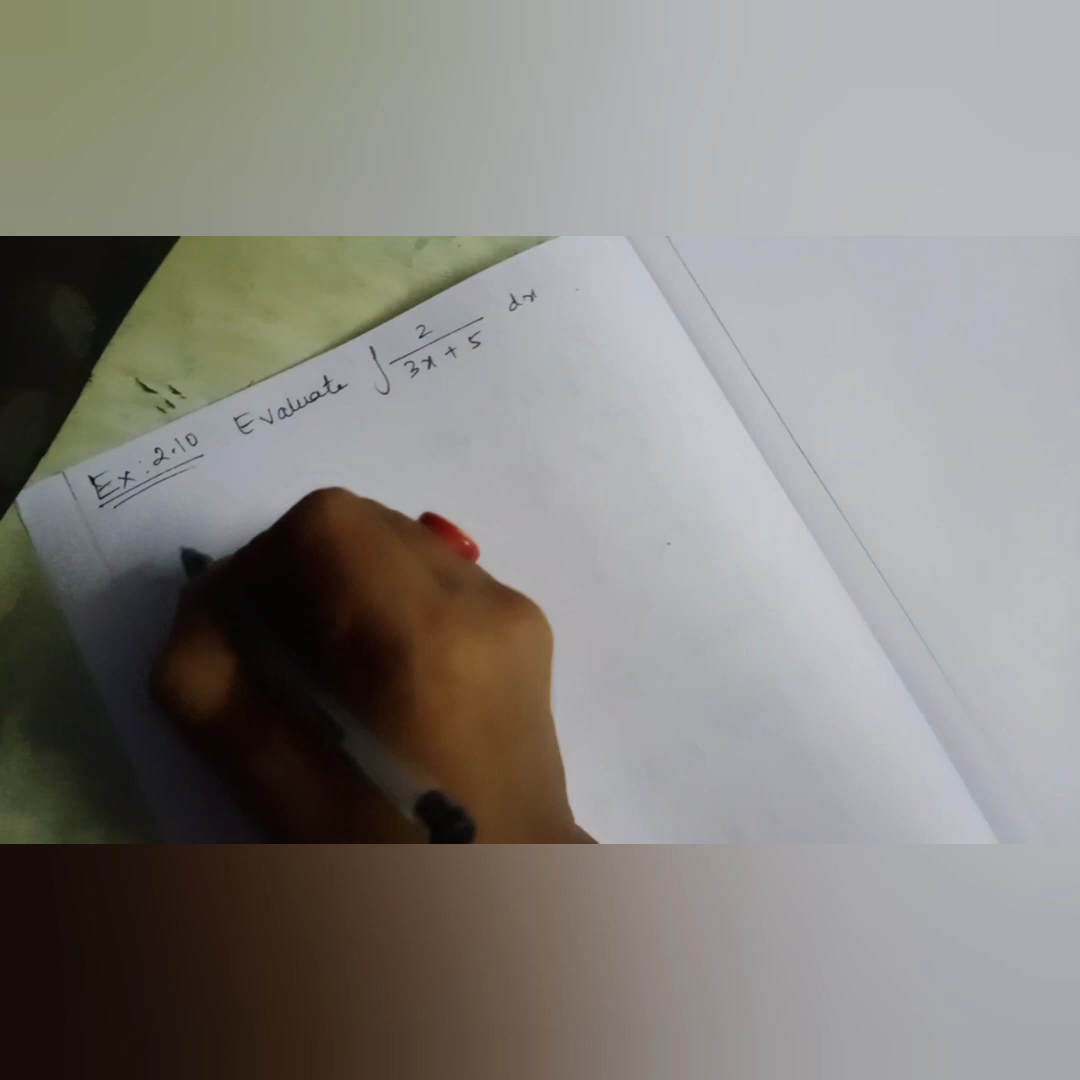 Ex: 2.10 Evaluate ∫ 2/(3x + 5) dx